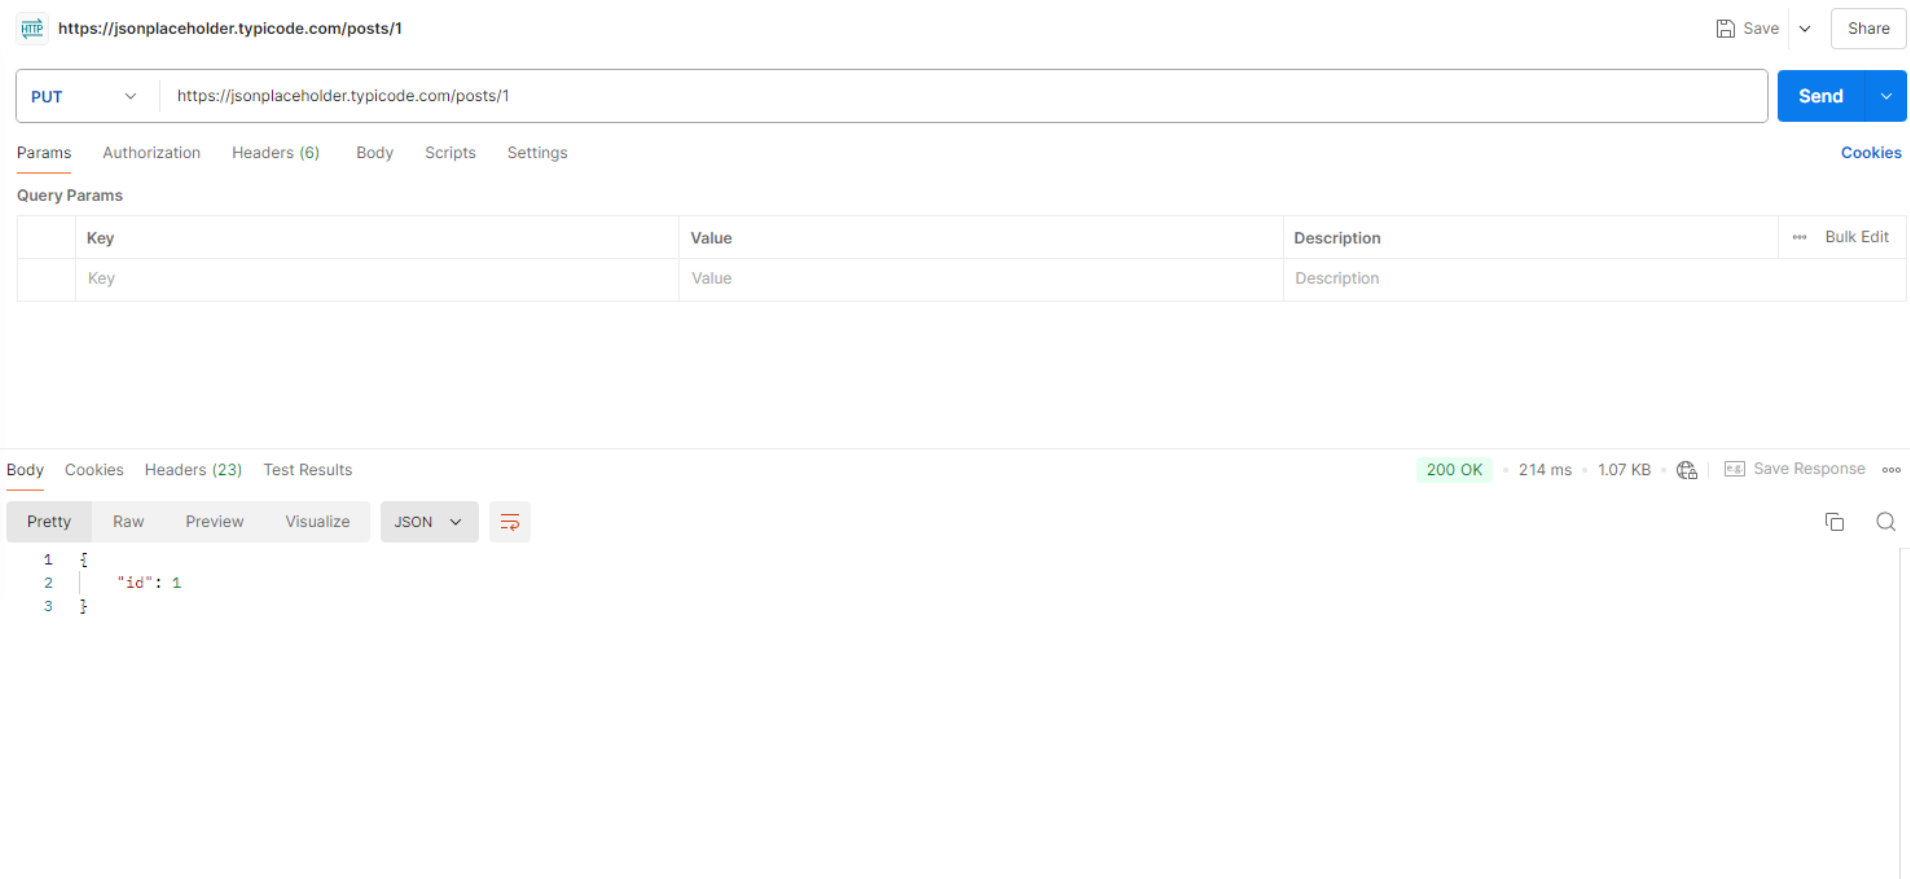 HTTP https://jsonplaceholder.typicode.com/posts/1 Save Share
PUT https://jsonplaceholder.typicode.com/posts/1 Send
Params Authorization Headers (6) Body Scripts Settings Cookies
Query Params
Key Value Description Bulk Edit
Key Value Description
Body Cookies Headers (23) Test Results 200 OK 214 ms 1.07 KB e.g. Save Response
Pretty Raw Preview Visualize JSON
1 {
2 "id": 1
3 }